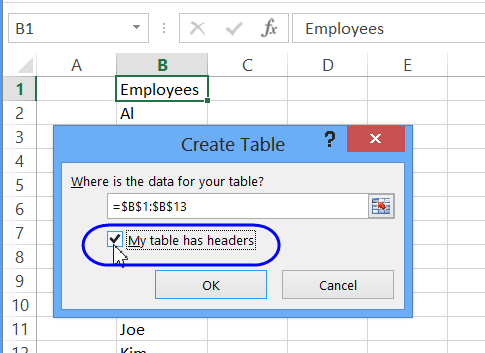 B1 fx Employees
A B C D E
1 Employees
2 Al
3
Create Table ?
4
Where is the data for your table?
5
6 =$B$1:$B$13
7
My table has headers
8
9
OK Cancel
10
11 Joe
12 Kim